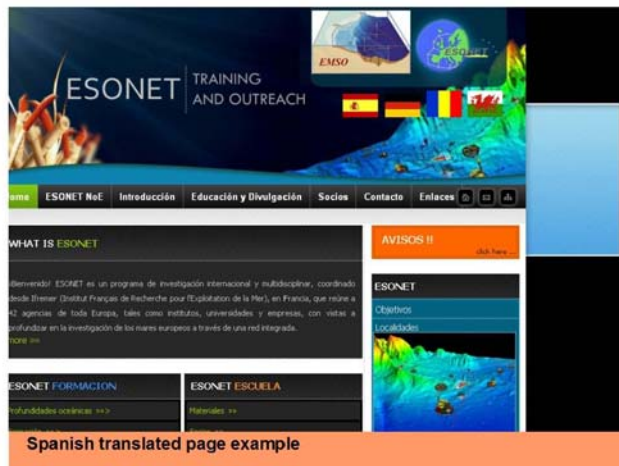 EMSO
ESONET
ESONET
TRAINING
AND OUTREACH
Home ESONET NoE Introducción Educación y Divulgación Socios Contacto Enlaces
WHAT IS ESONET
¡Bienvenido! ESONET es un programa de investigación internacional y multidisciplinar, coordinado
desde Ifremer (Institut Français de Recherche pour l'Exploitation de la Mer), en Francia, que reúne a
42 agencias de toda Europa, tales como institutos, universidades y empresas, con vistas a
profundizar en la investigación de los mares europeos a través de una red integrada.
more >>
AVISOS !!
click here ...
ESONET
Objetivos
Localidades
ESONET FORMACION
Profundidades oceánicas >>
ESONET ESCUELA
Materiales >>
Spanish translated page example